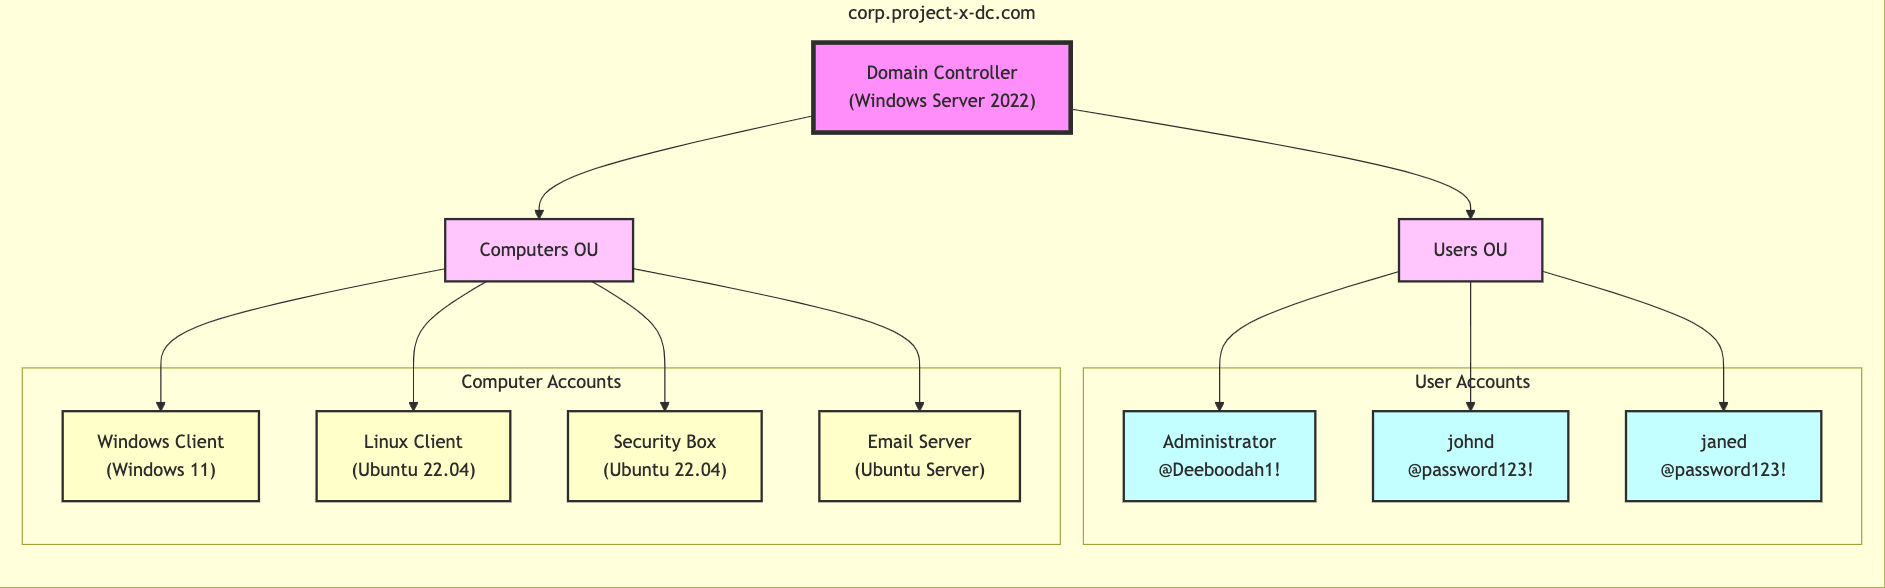 corp.project-x-dc.com
Domain Controller
(Windows Server 2022)
Computers OU
Users OU
Computer Accounts
User Accounts
Windows Client
(Windows 11)
Linux Client
(Ubuntu 22.04)
Security Box
(Ubuntu 22.04)
Email Server
(Ubuntu Server)
Administrator
@Deeboodah1!
johnd
@password123!
janed
@password123!